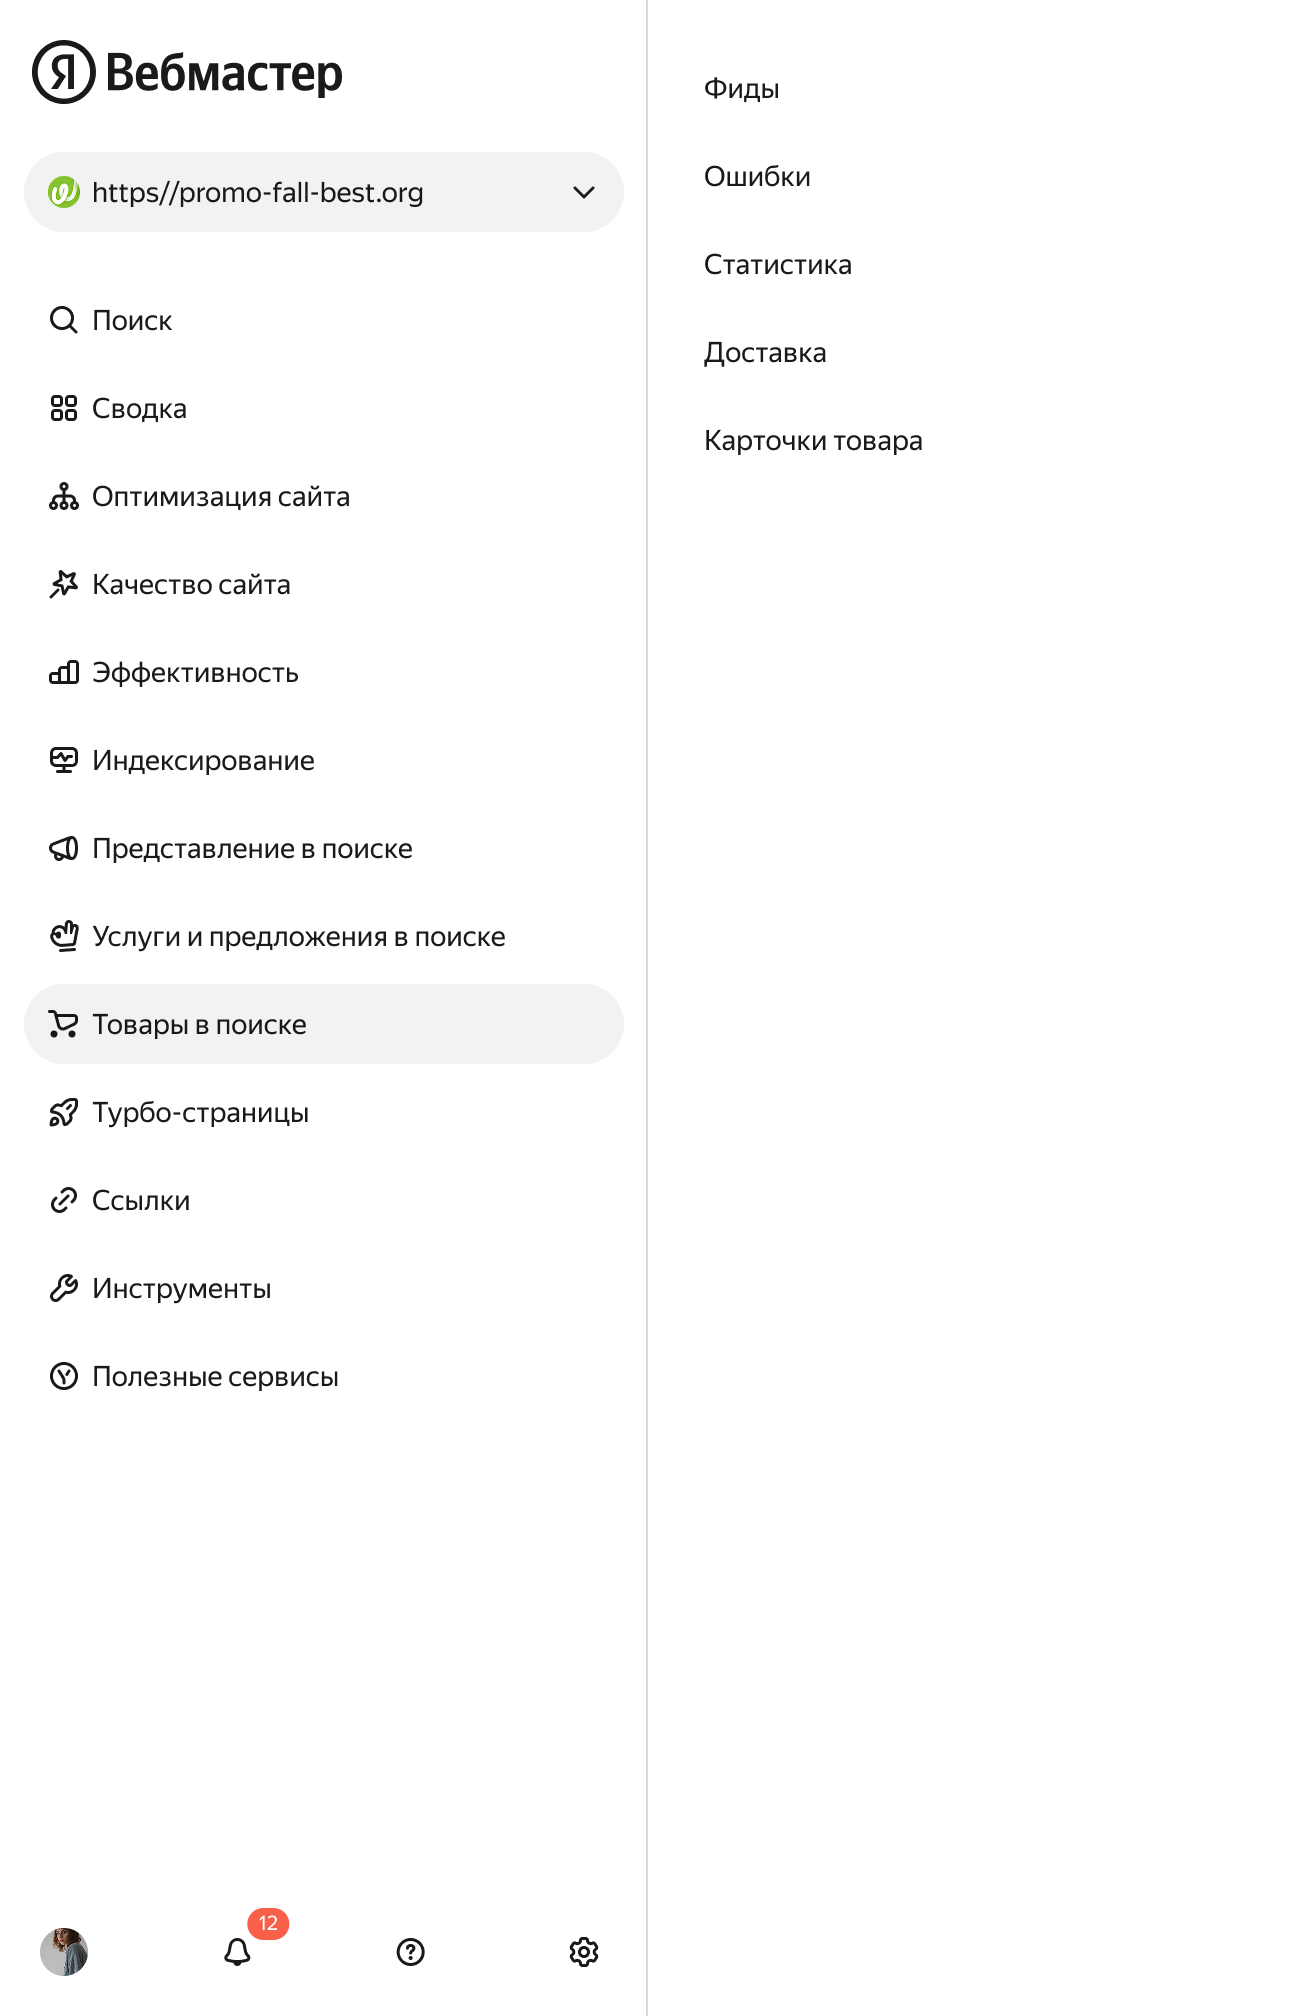 Я Вебмастер
https//promo-fall-best.org
Поиск
Сводка
Оптимизация сайта
Качество сайта
Эффективность
Индексирование
Представление в поиске
Услуги и предложения в поиске
Товары в поиске
Турбо-страницы
Ссылки
Инструменты
Полезные сервисы
12
Фиды
Ошибки
Статистика
Доставка
Карточки товара